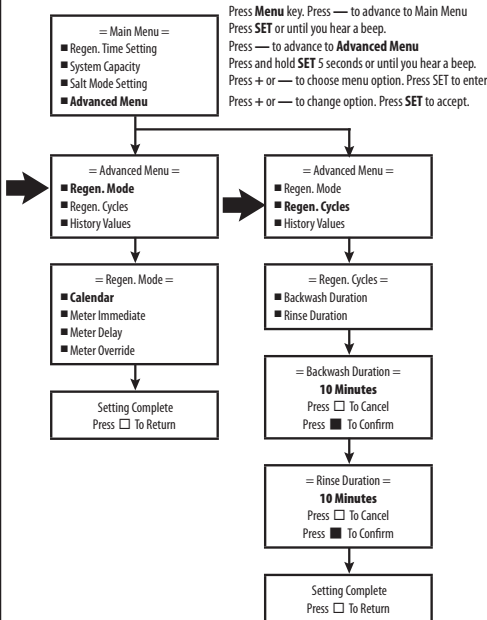 Press Menu key. Press — to advance to Main Menu
Press SET or until you hear a beep.
Press — to advance to Advanced Menu
Press and hold SET 5 seconds or until you hear a beep.
Press + or — to choose menu option. Press SET to enter
Press + or — to change option. Press SET to accept.
= Main Menu =
■ Regen. Time Setting
■ System Capacity
■ Salt Mode Setting
■ Advanced Menu
= Advanced Menu =
■ Regen. Mode
■ Regen. Cycles
■ History Values
= Regen. Mode =
■ Calendar
■ Meter Immediate
■ Meter Delay
■ Meter Override
Setting Complete
Press □ To Return
= Advanced Menu =
■ Regen. Mode
■ Regen. Cycles
■ History Values
= Regen. Cycles =
■ Backwash Duration
■ Rinse Duration
= Backwash Duration =
10 Minutes
Press □ To Cancel
Press ■ To Confirm
= Rinse Duration =
10 Minutes
Press □ To Cancel
Press ■ To Confirm
Setting Complete
Press □ To Return